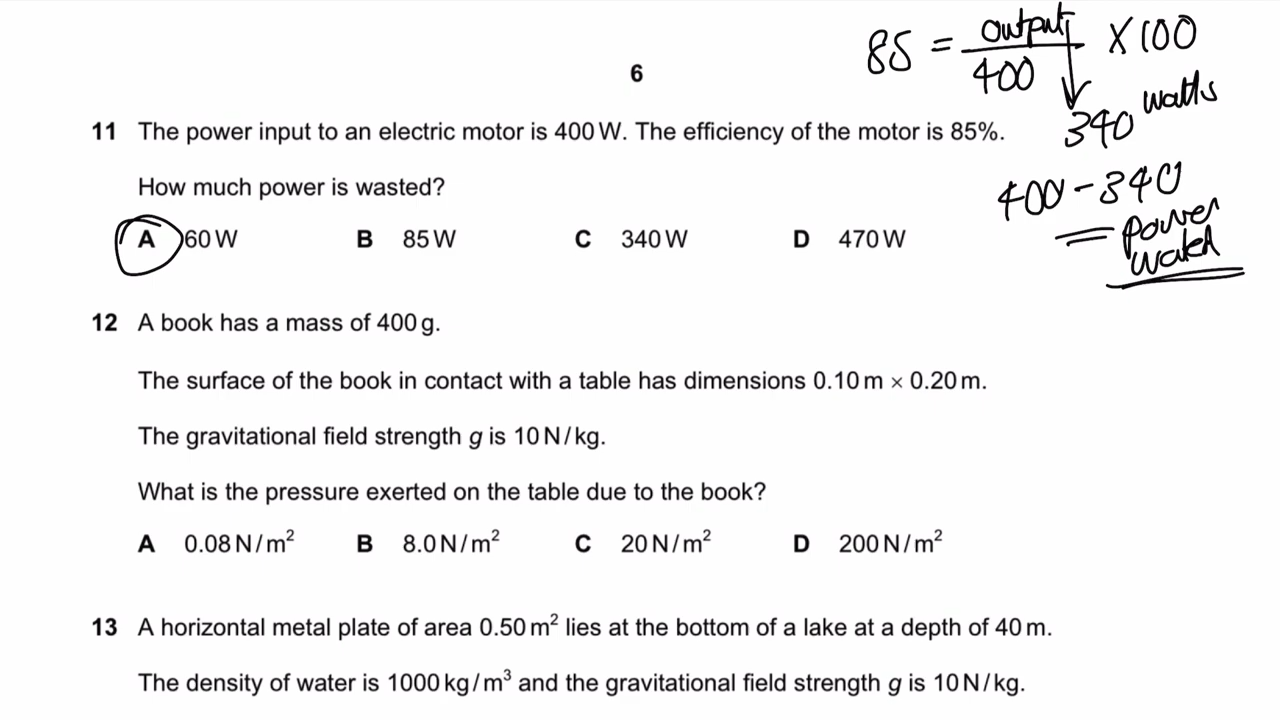 85 = output/400 × 100
340 watts
6
11 The power input to an electric motor is 400 W. The efficiency of the motor is 85%.
400 - 340
= power
wated
How much power is wasted?
A 60 W B 85 W C 340 W D 470 W
12 A book has a mass of 400 g.
The surface of the book in contact with a table has dimensions 0.10 m × 0.20 m.
The gravitational field strength g is 10 N / kg.
What is the pressure exerted on the table due to the book?
A 0.08 N / m² B 8.0 N / m² C 20 N / m² D 200 N / m²
13 A horizontal metal plate of area 0.50 m² lies at the bottom of a lake at a depth of 40 m.
The density of water is 1000 kg / m³ and the gravitational field strength g is 10 N / kg.